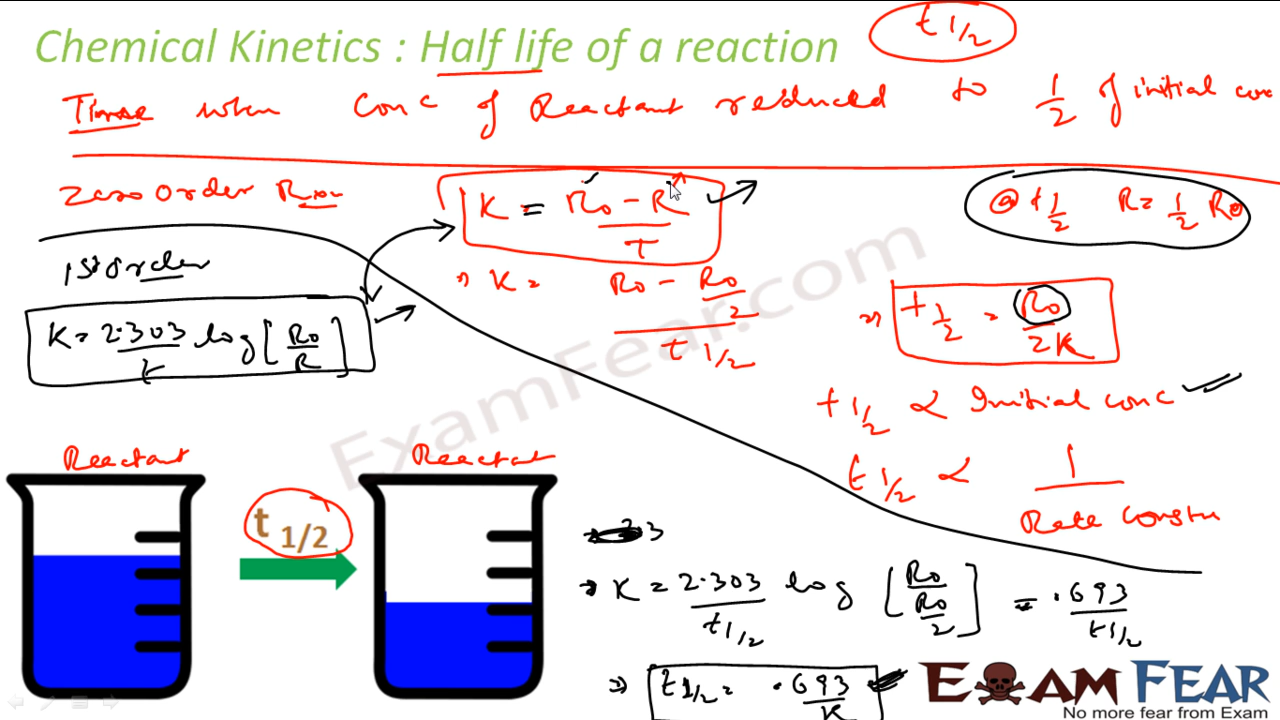 Chemical Kinetics : Half life of a reaction
t 1/2
Time when Conc of Reactant reduced to 1/2 of initial conc
Zero Order Rxn
K = R0 - R / T
@ t 1/2 R = 1/2 R0
1st order
⇒ K = R0 - R0/2 / t 1/2
⇒ t 1/2 = R0 / 2K
K = 2.303 / t log [R0 / R]
t 1/2 ∝ Initial conc
t 1/2 ∝ 1 / Rate constn
Reactant
Reactant
t 1/2
⇒ K = 2.303 / t 1/2 log [R0 / R0/2] = .693 / t 1/2
⇒ t 1/2 = .693 / K
ExamFear.com
EXAM FEAR
No more fear from Exam